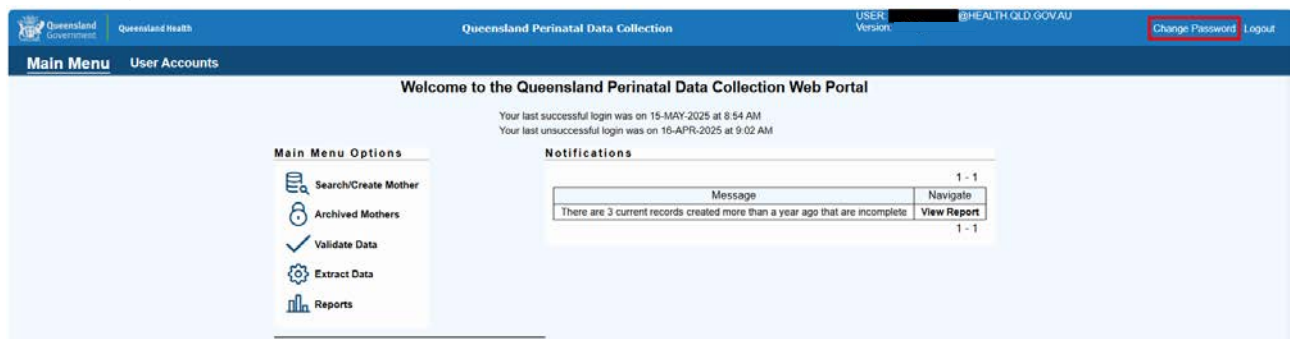 Queensland Government
Queensland Health
Queensland Perinatal Data Collection
USER: @HEALTH.QLD.GOV.AU
Version:
Change Password Logout
Main Menu User Accounts
Welcome to the Queensland Perinatal Data Collection Web Portal
Your last successful login was on 15-MAY-2025 at 8:54 AM
Your last unsuccessful login was on 16-APR-2025 at 9:02 AM
Main Menu Options
Search/Create Mother
Archived Mothers
Validate Data
Extract Data
Reports
Notifications
1 - 1
Message Navigate
There are 3 current records created more than a year ago that are incomplete View Report
1 - 1